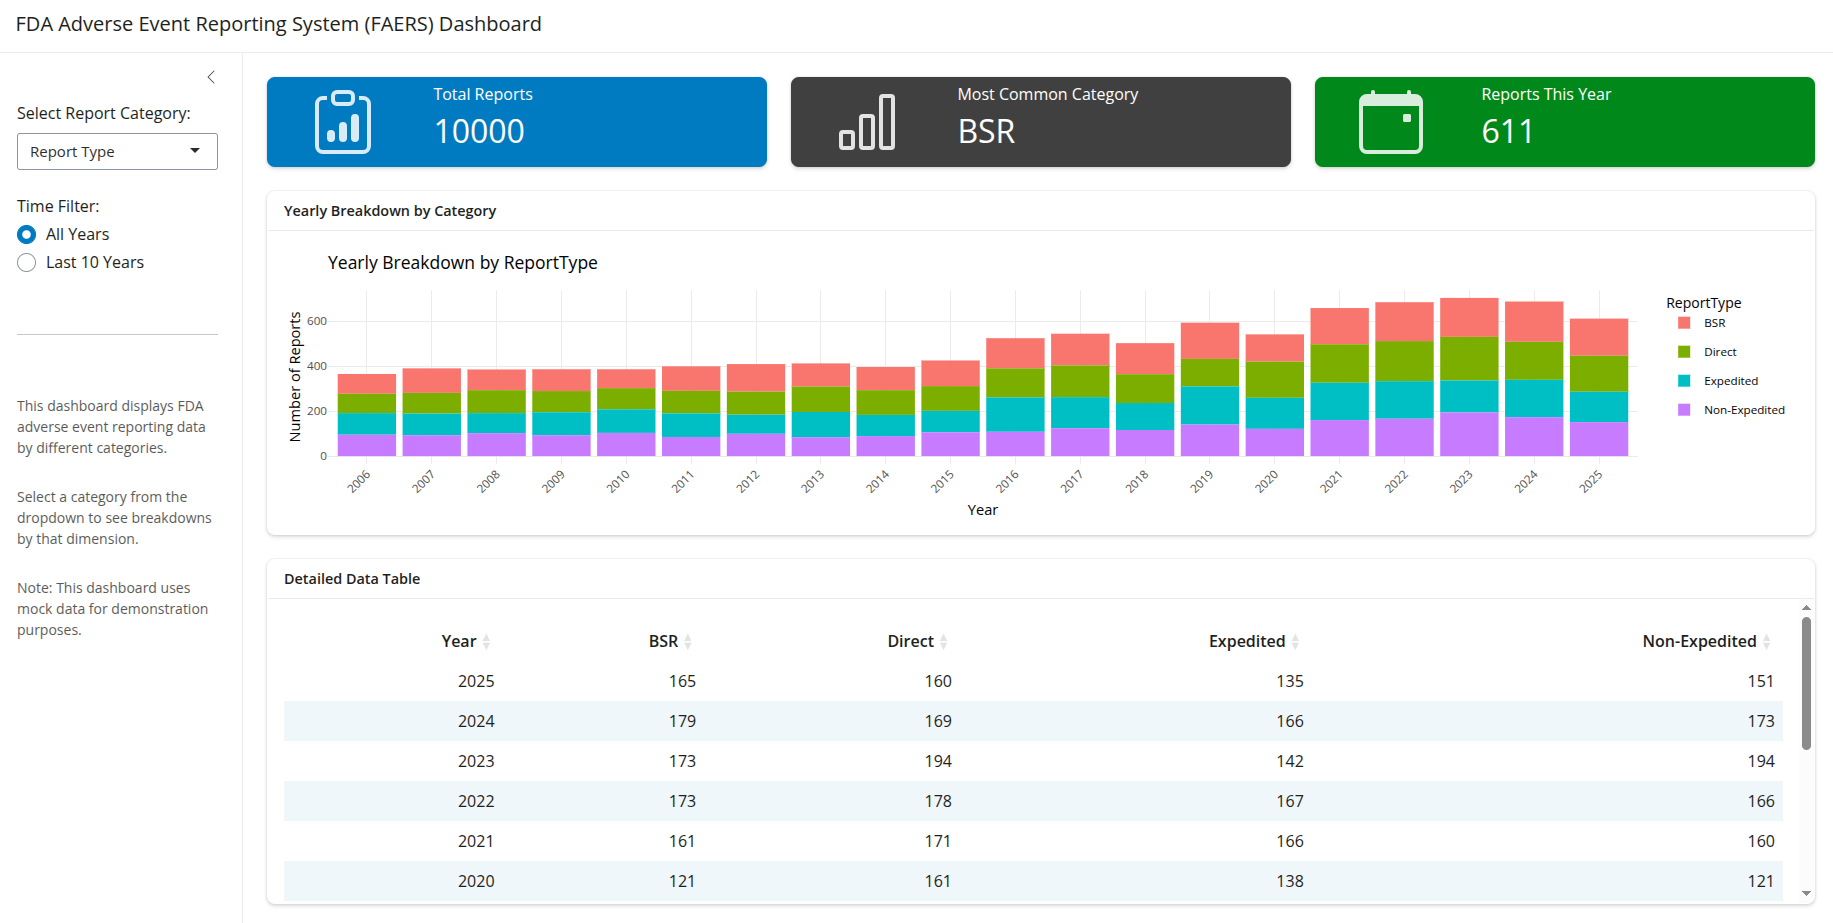 FDA Adverse Event Reporting System (FAERS) Dashboard
Select Report Category:
Report Type
Time Filter:
All Years
Last 10 Years
This dashboard displays FDA
adverse event reporting data
by different categories.
Select a category from the
dropdown to see breakdowns
by that dimension.
Note: This dashboard uses
mock data for demonstration
purposes.
Total Reports
10000
Most Common Category
BSR
Reports This Year
611
Yearly Breakdown by Category
Yearly Breakdown by ReportType
Number of Reports
600
400
200
0
2006 2007 2008 2009 2010 2011 2012 2013 2014 2015 2016 2017 2018 2019 2020 2021 2022 2023 2024 2025
Year
ReportType
BSR
Direct
Expedited
Non-Expedited
Detailed Data Table
Year BSR Direct Expedited Non-Expedited
2025 165 160 135 151
2024 179 169 166 173
2023 173 194 142 194
2022 173 178 167 166
2021 161 171 166 160
2020 121 161 138 121